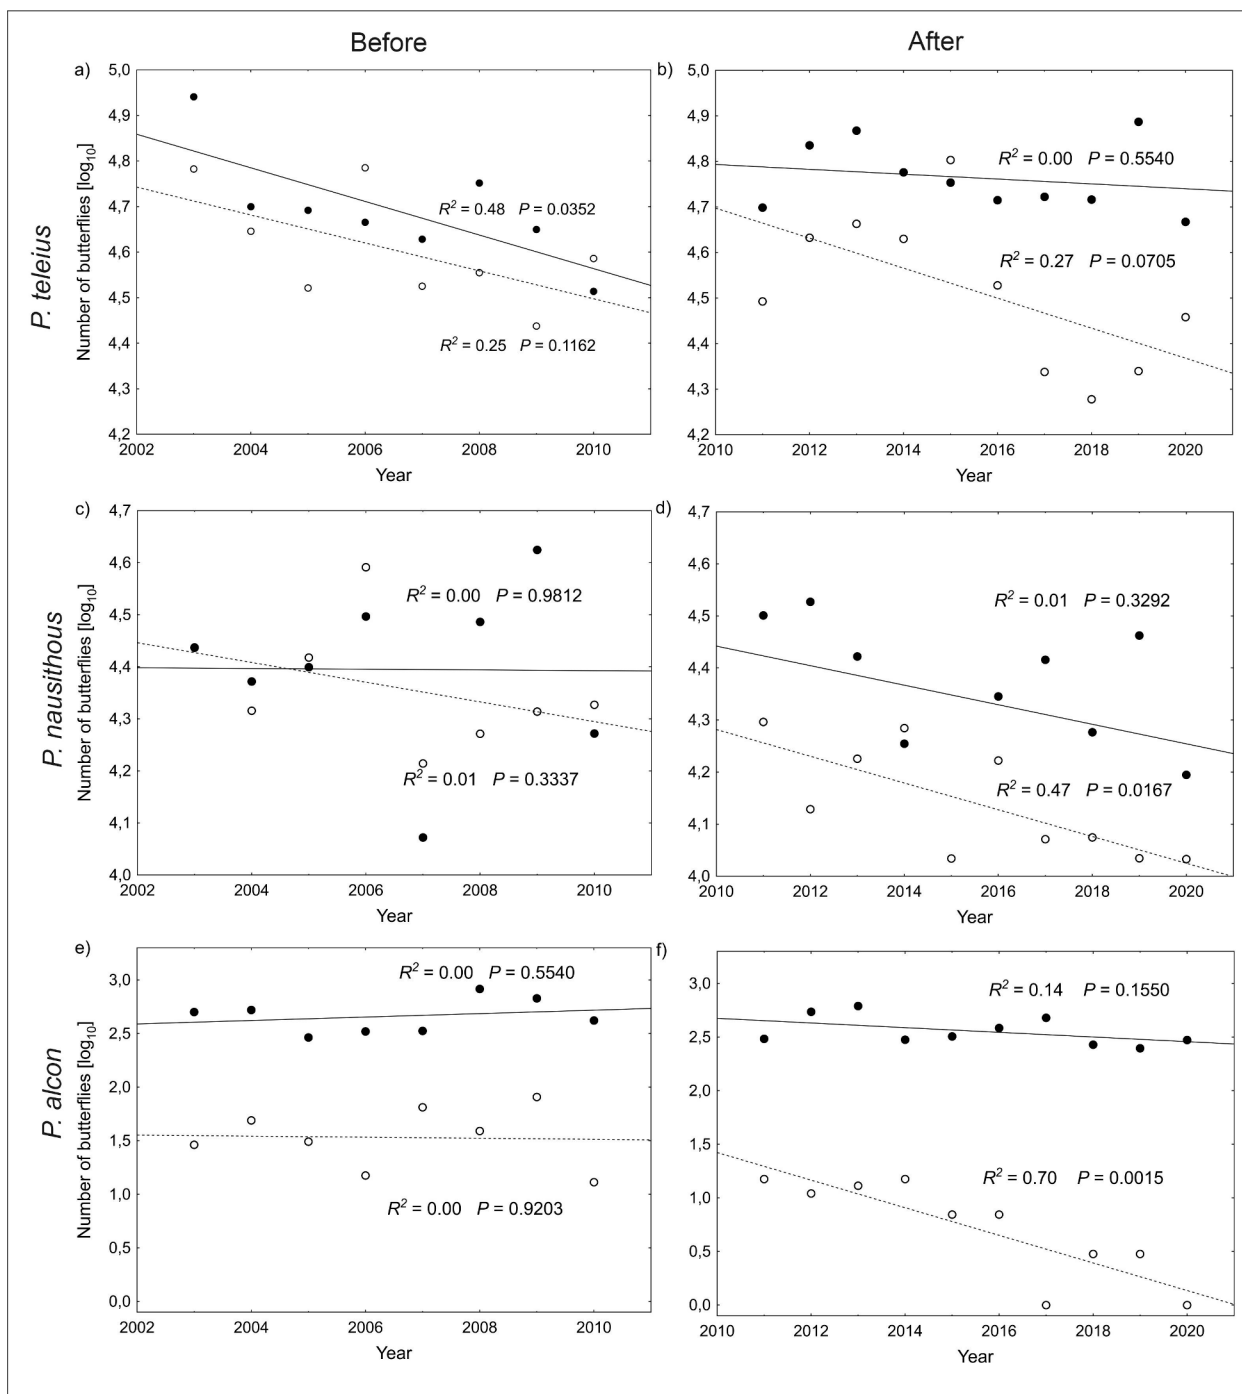 Before
After
P. teleius
a)
Number of butterflies [log10]
5,0
4,9
4,8
4,7
4,6
4,5
4,4
4,3
4,2
R2 = 0.48 P = 0.0352
R2 = 0.25 P = 0.1162
2002 2004 2006 2008 2010
Year
b)
5,0
4,9
4,8
4,7
4,6
4,5
4,4
4,3
4,2
R2 = 0.00 P = 0.5540
R2 = 0.27 P = 0.0705
2010 2012 2014 2016 2018 2020
Year
P. nausithous
c)
Number of butterflies [log10]
4,7
4,6
4,5
4,4
4,3
4,2
4,1
4,0
R2 = 0.00 P = 0.9812
R2 = 0.01 P = 0.3337
2002 2004 2006 2008 2010
Year
d)
4,7
4,6
4,5
4,4
4,3
4,2
4,1
4,0
R2 = 0.01 P = 0.3292
R2 = 0.47 P = 0.0167
2010 2012 2014 2016 2018 2020
Year
P. alcon
e)
Number of butterflies [log10]
3,0
2,5
2,0
1,5
1,0
0,5
0,0
R2 = 0.00 P = 0.5540
R2 = 0.00 P = 0.9203
2002 2004 2006 2008 2010
Year
f)
3,0
2,5
2,0
1,5
1,0
0,5
0,0
R2 = 0.14 P = 0.1550
R2 = 0.70 P = 0.0015
2010 2012 2014 2016 2018 2020
Year